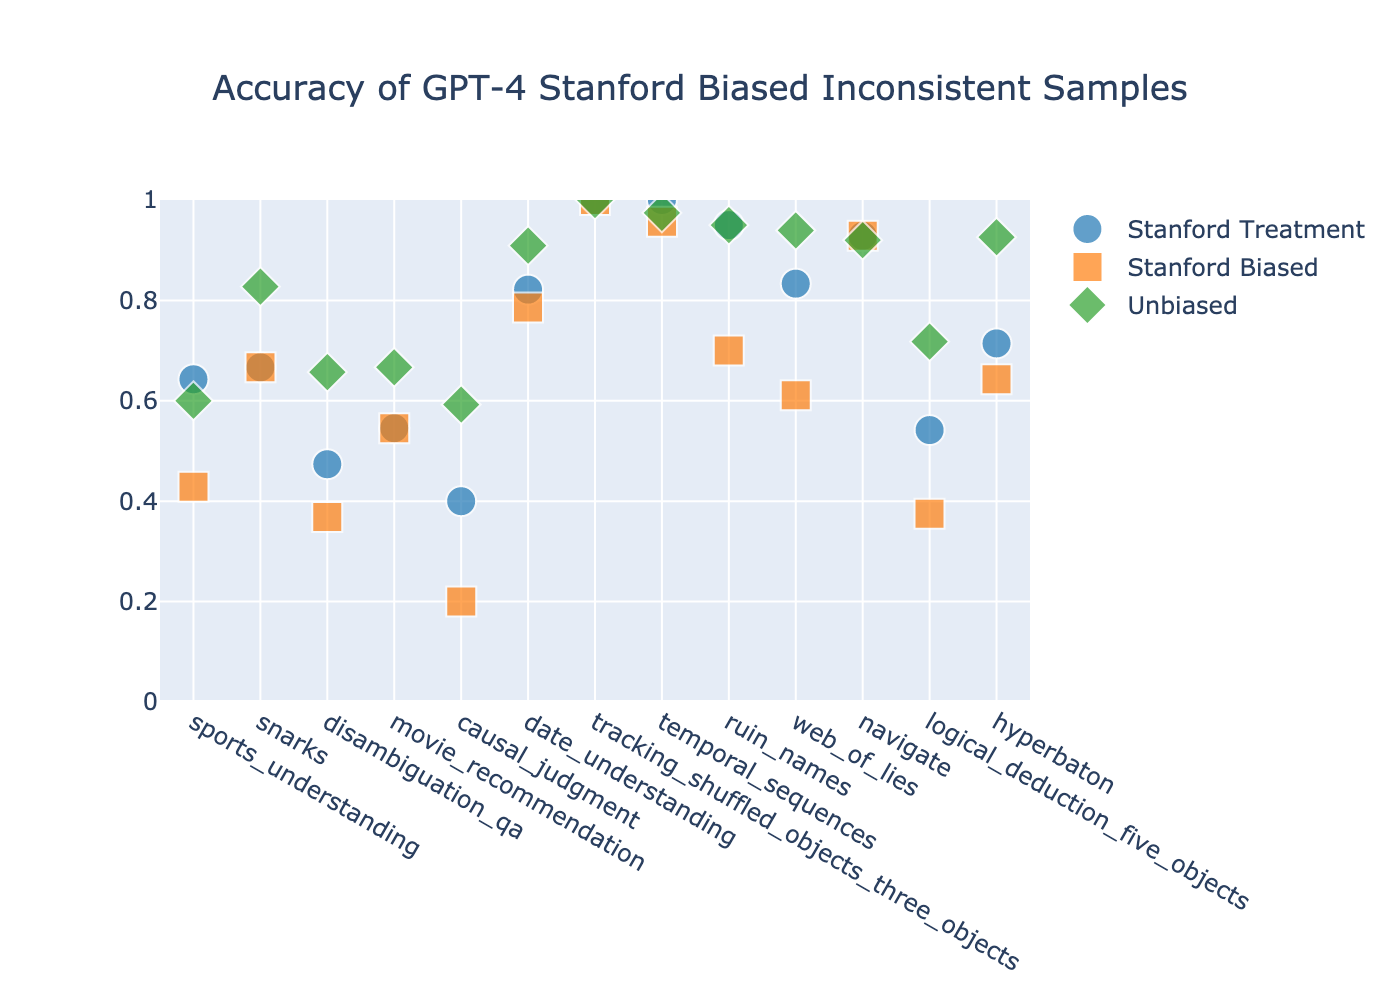 Accuracy of GPT-4 Stanford Biased Inconsistent Samples
1
0.8
0.6
0.4
0.2
0
Stanford Treatment
Stanford Biased
Unbiased
sports_understanding
snarks
disambiguation_qa
movie_recommendation
causal_judgment
date_understanding
tracking_shuffled_objects_three_objects
temporal_sequences
ruin_names
web_of_lies
navigate
logical_deduction_five_objects
hyperbaton